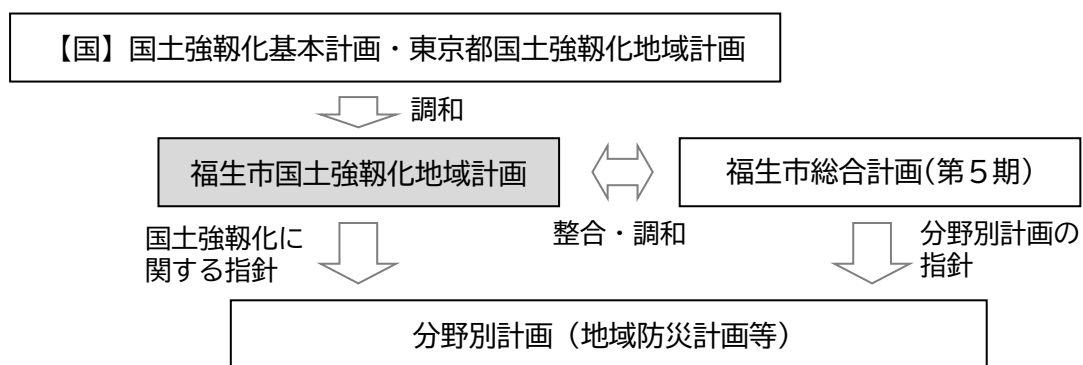 【国】国土強靱化基本計画・東京都国土強靱化地域計画
調和
福生市国土強靱化地域計画
福生市総合計画（第５期）
整合・調和
国土強靱化に
関する指針
分野別計画の
指針
分野別計画（地域防災計画等）